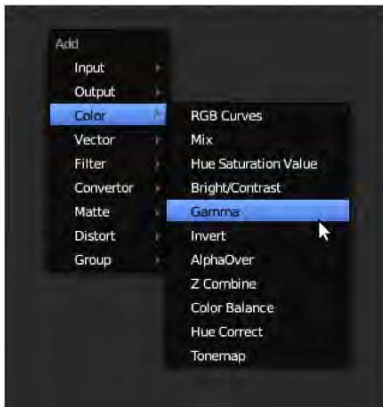 Add
Input
Output
Color
Vector
Filter
Convertor
Matte
Distort
Group
RGB Curves
Mix
Hue Saturation Value
Bright/Contrast
Gamma
Invert
AlphaOver
Z Combine
Color Balance
Hue Correct
Tonemap